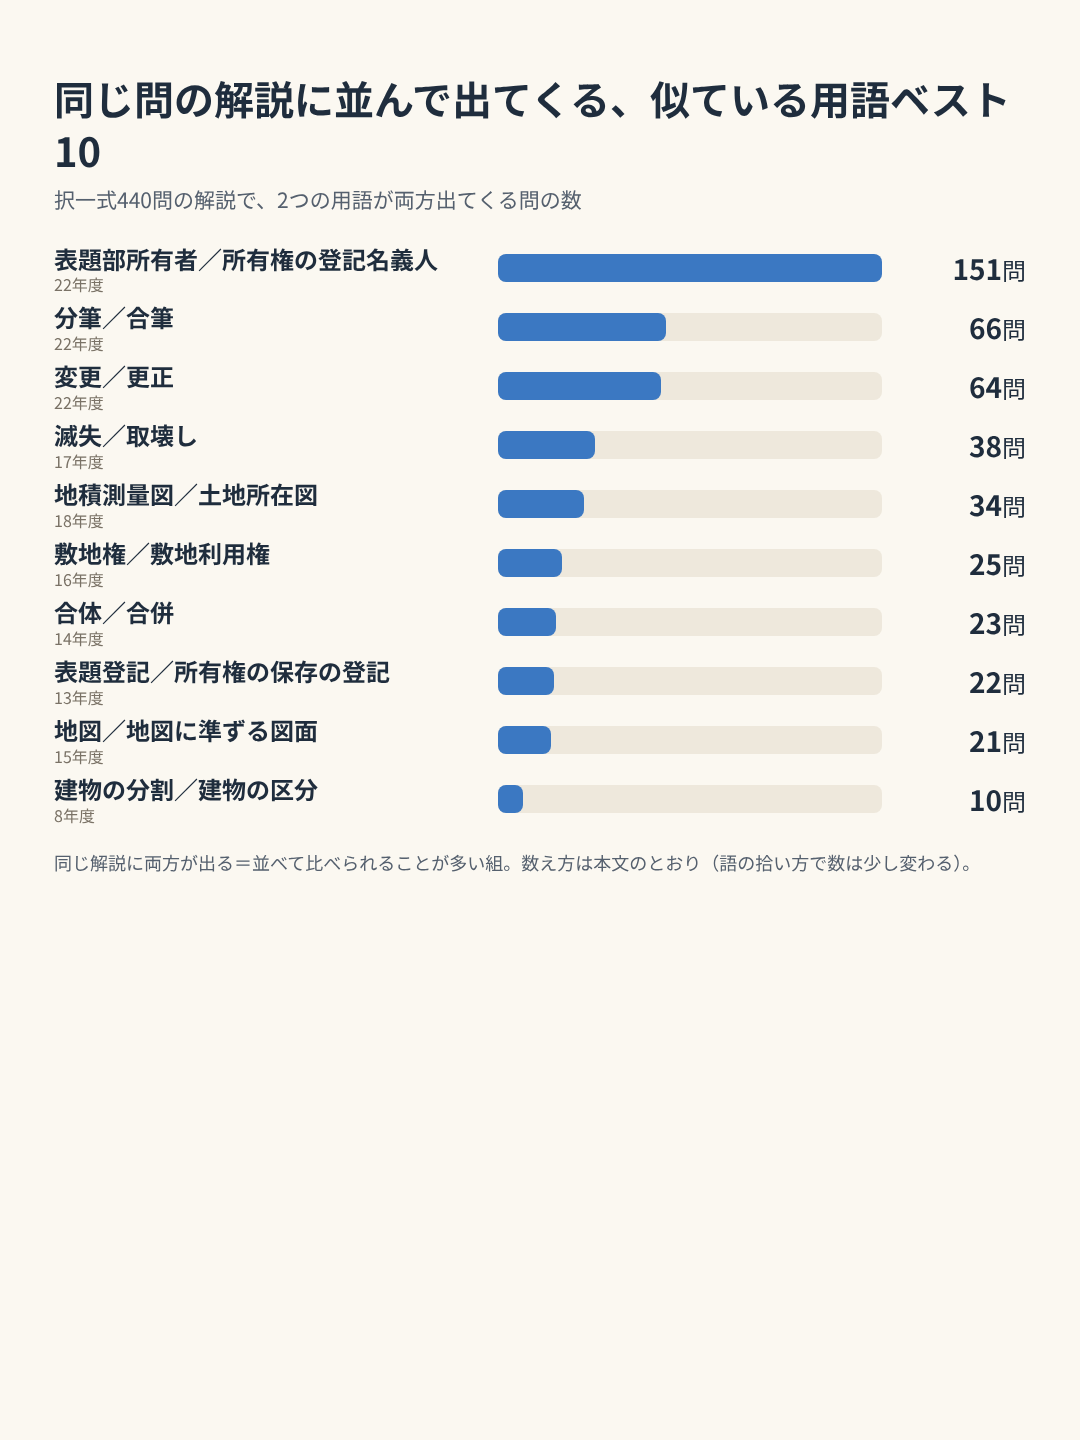 同じ問の解説に並んで出てくる、似ている用語ベスト
10
択一式440問の解説で、2つの用語が両方出てくる問の数
表題部所有者／所有権の登記名義人
22年度
151問
分筆／合筆
22年度
66問
変更／更正
22年度
64問
滅失／取壊し
17年度
38問
地積測量図／土地所在図
18年度
34問
敷地権／敷地利用権
16年度
25問
合体／合併
14年度
23問
表題登記／所有権の保存の登記
13年度
22問
地図／地図に準ずる図面
15年度
21問
建物の分割／建物の区分
8年度
10問
同じ解説に両方が出る＝並べて比べられることが多い組。数え方は本文のとおり（語の拾い方で数は少し変わる）。